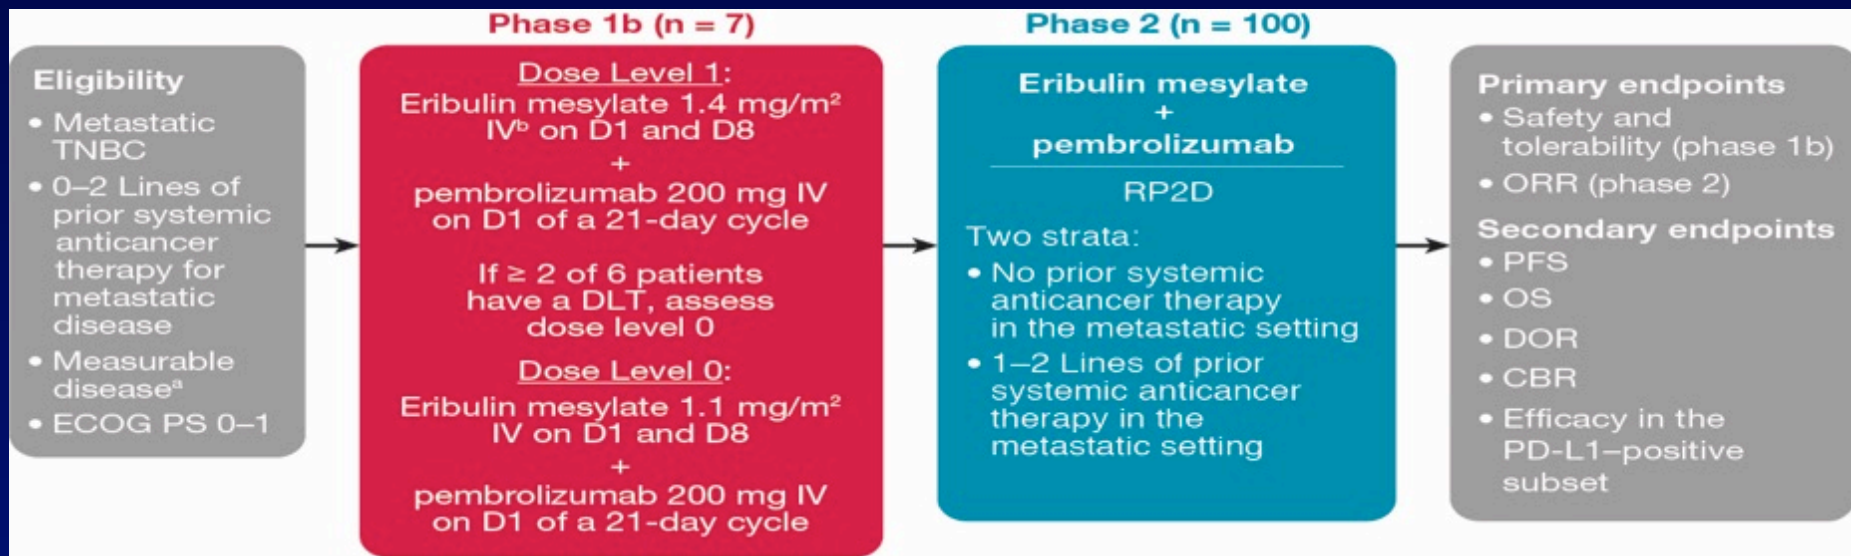 Phase 1b (n = 7)
Phase 2 (n = 100)
Eligibility
• Metastatic
TNBC
• 0–2 Lines of
prior systemic
anticancer
therapy for
metastatic
disease
• Measurable
diseaseᵃ
• ECOG PS 0–1
Dose Level 1:
Eribulin mesylate 1.4 mg/m²
IVᵇ on D1 and D8
+
pembrolizumab 200 mg IV
on D1 of a 21-day cycle
If ≥ 2 of 6 patients
have a DLT, assess
dose level 0
Dose Level 0:
Eribulin mesylate 1.1 mg/m²
IV on D1 and D8
+
pembrolizumab 200 mg IV
on D1 of a 21-day cycle
Eribulin mesylate
+
pembrolizumab
RP2D
Two strata:
• No prior systemic
anticancer therapy
in the metastatic setting
• 1–2 Lines of prior
systemic anticancer
therapy in the
metastatic setting
Primary endpoints
• Safety and
tolerability (phase 1b)
• ORR (phase 2)
Secondary endpoints
• PFS
• OS
• DOR
• CBR
• Efficacy in the
PD-L1–positive
subset